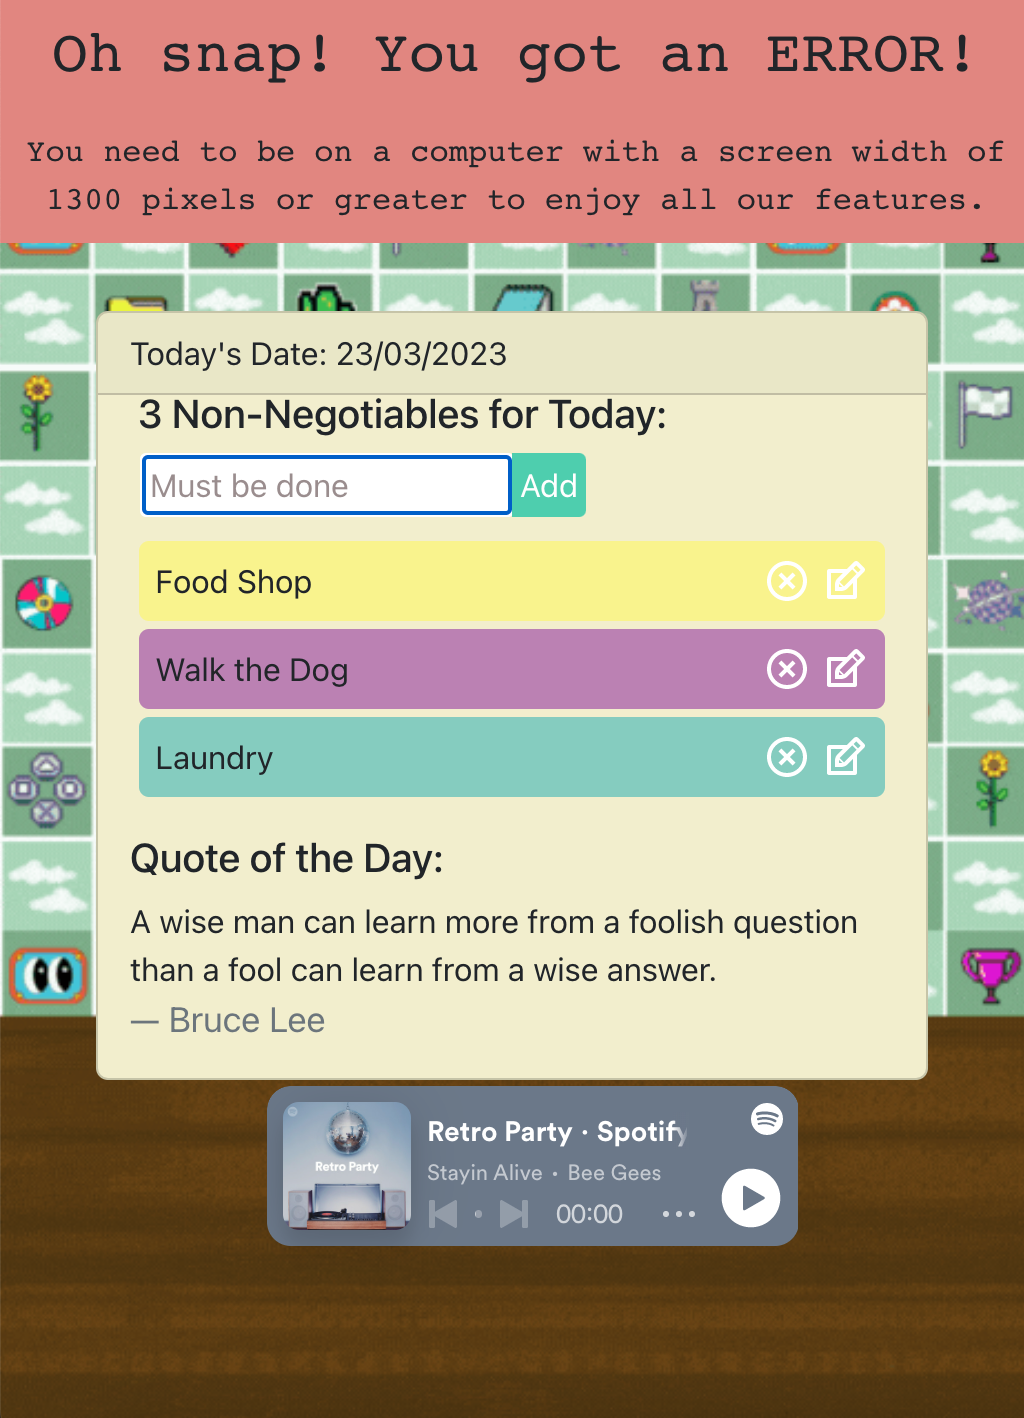 Oh snap! You got an ERROR!
You need to be on a computer with a screen width of
1300 pixels or greater to enjoy all our features.
Today's Date: 23/03/2023
3 Non-Negotiables for Today:
Must be done
Add
Food Shop
Walk the Dog
Laundry
Quote of the Day:
A wise man can learn more from a foolish question
than a fool can learn from a wise answer.
— Bruce Lee
Retro Party · Spotify
Retro Party
Stayin Alive · Bee Gees
00:00